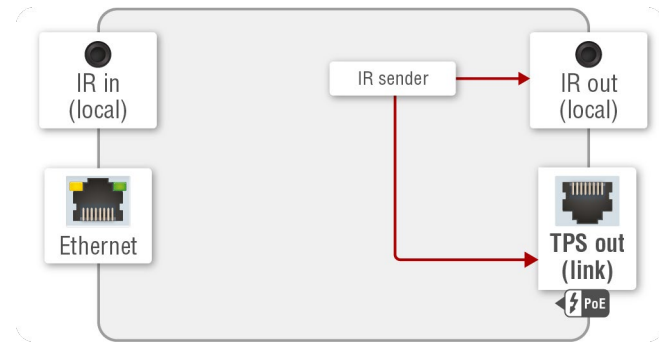 IR in
(local)
IR sender
IR out
(local)
Ethernet
TPS out
(link)
PoE